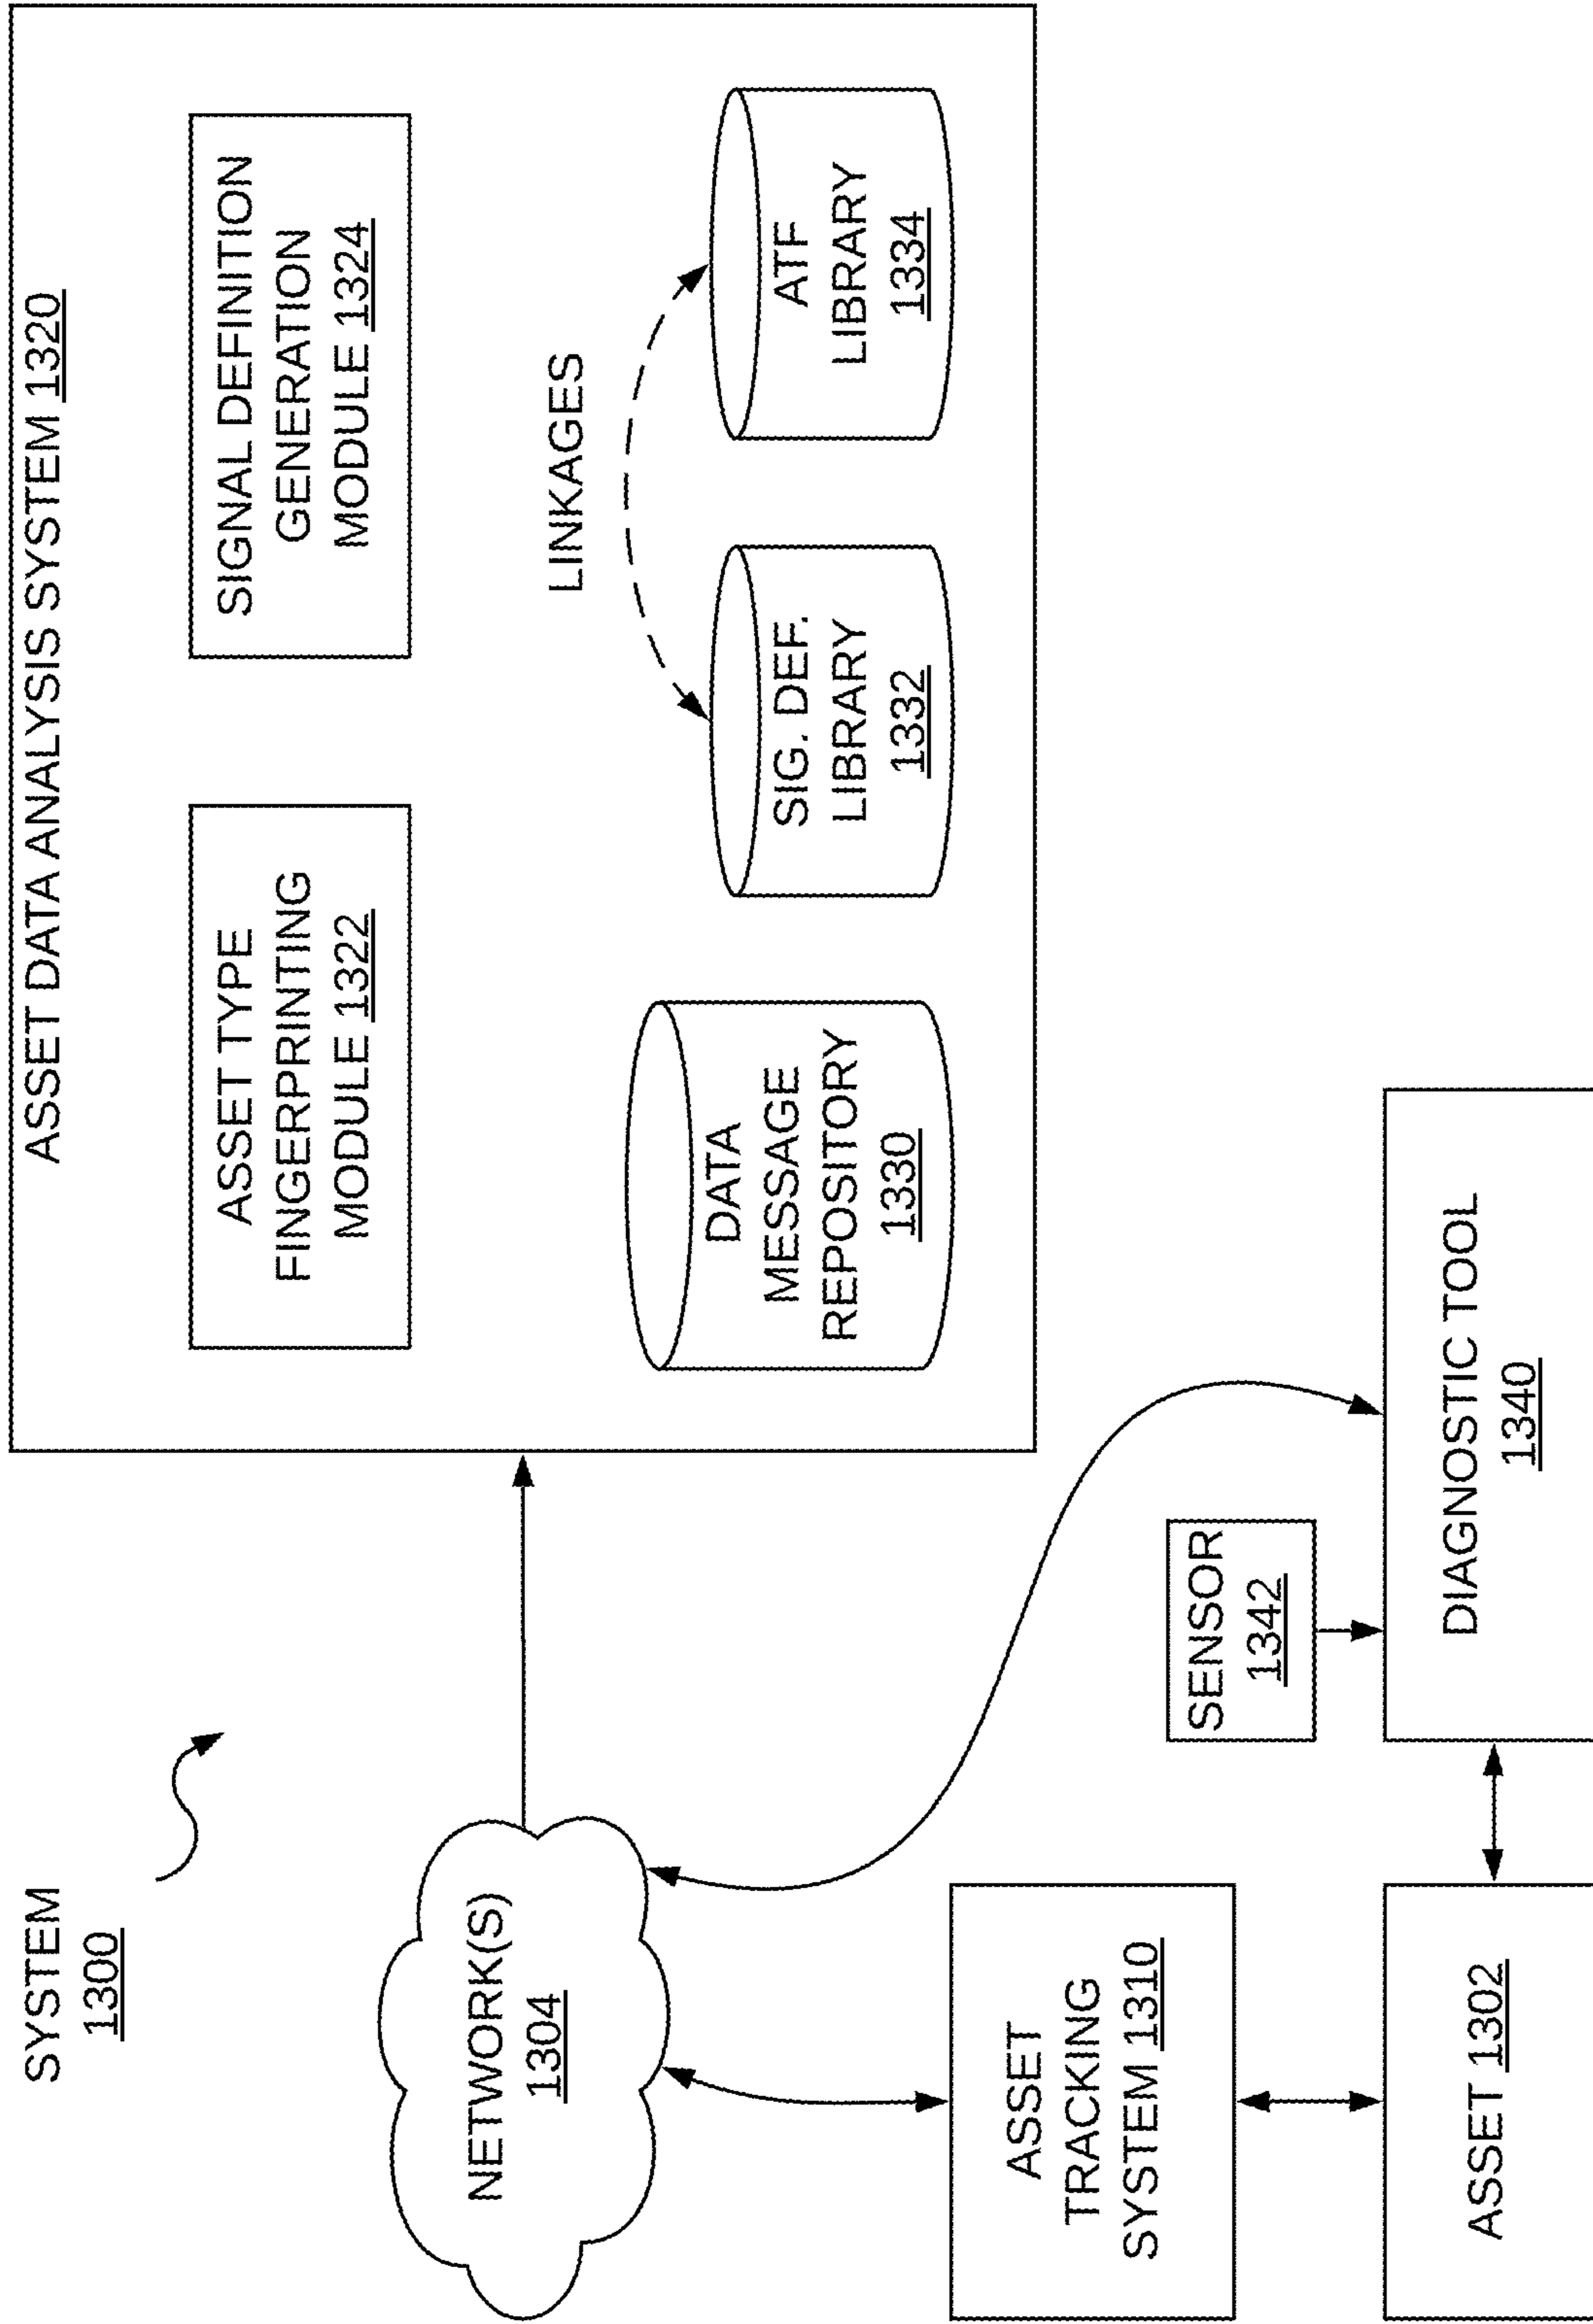 SYSTEM
1300
ASSET DATA ANALYSIS SYSTEM 1320
ASSET TYPE
FINGERPRINTING
MODULE 1322
SIGNAL DEFINITION
GENERATION
MODULE 1324
NETWORK(S)
1304
LINKAGES
DATA
MESSAGE
REPOSITORY
1330
SIG. DEF.
LIBRARY
1332
ATF
LIBRARY
1334
ASSET
TRACKING
SYSTEM 1310
SENSOR
1342
ASSET 1302
DIAGNOSTIC TOOL
1340